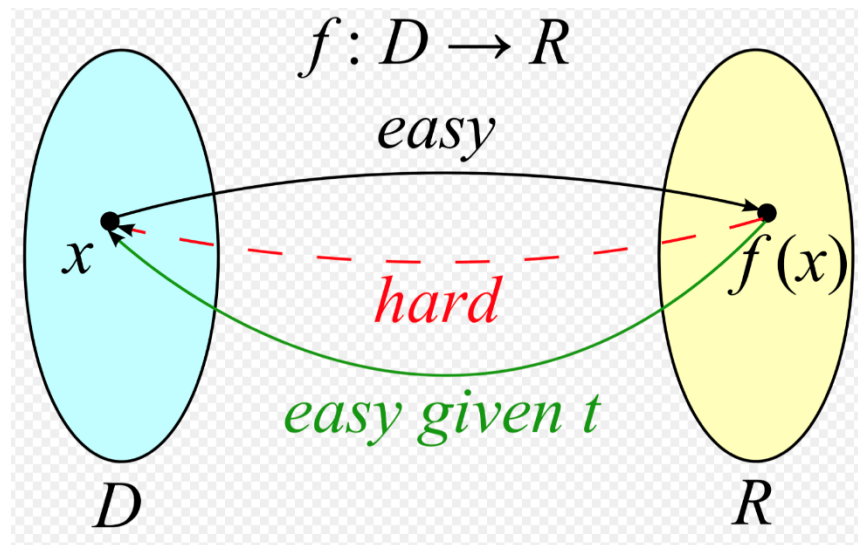 f : D → R
easy
x
f (x)
hard
easy given t
D
R